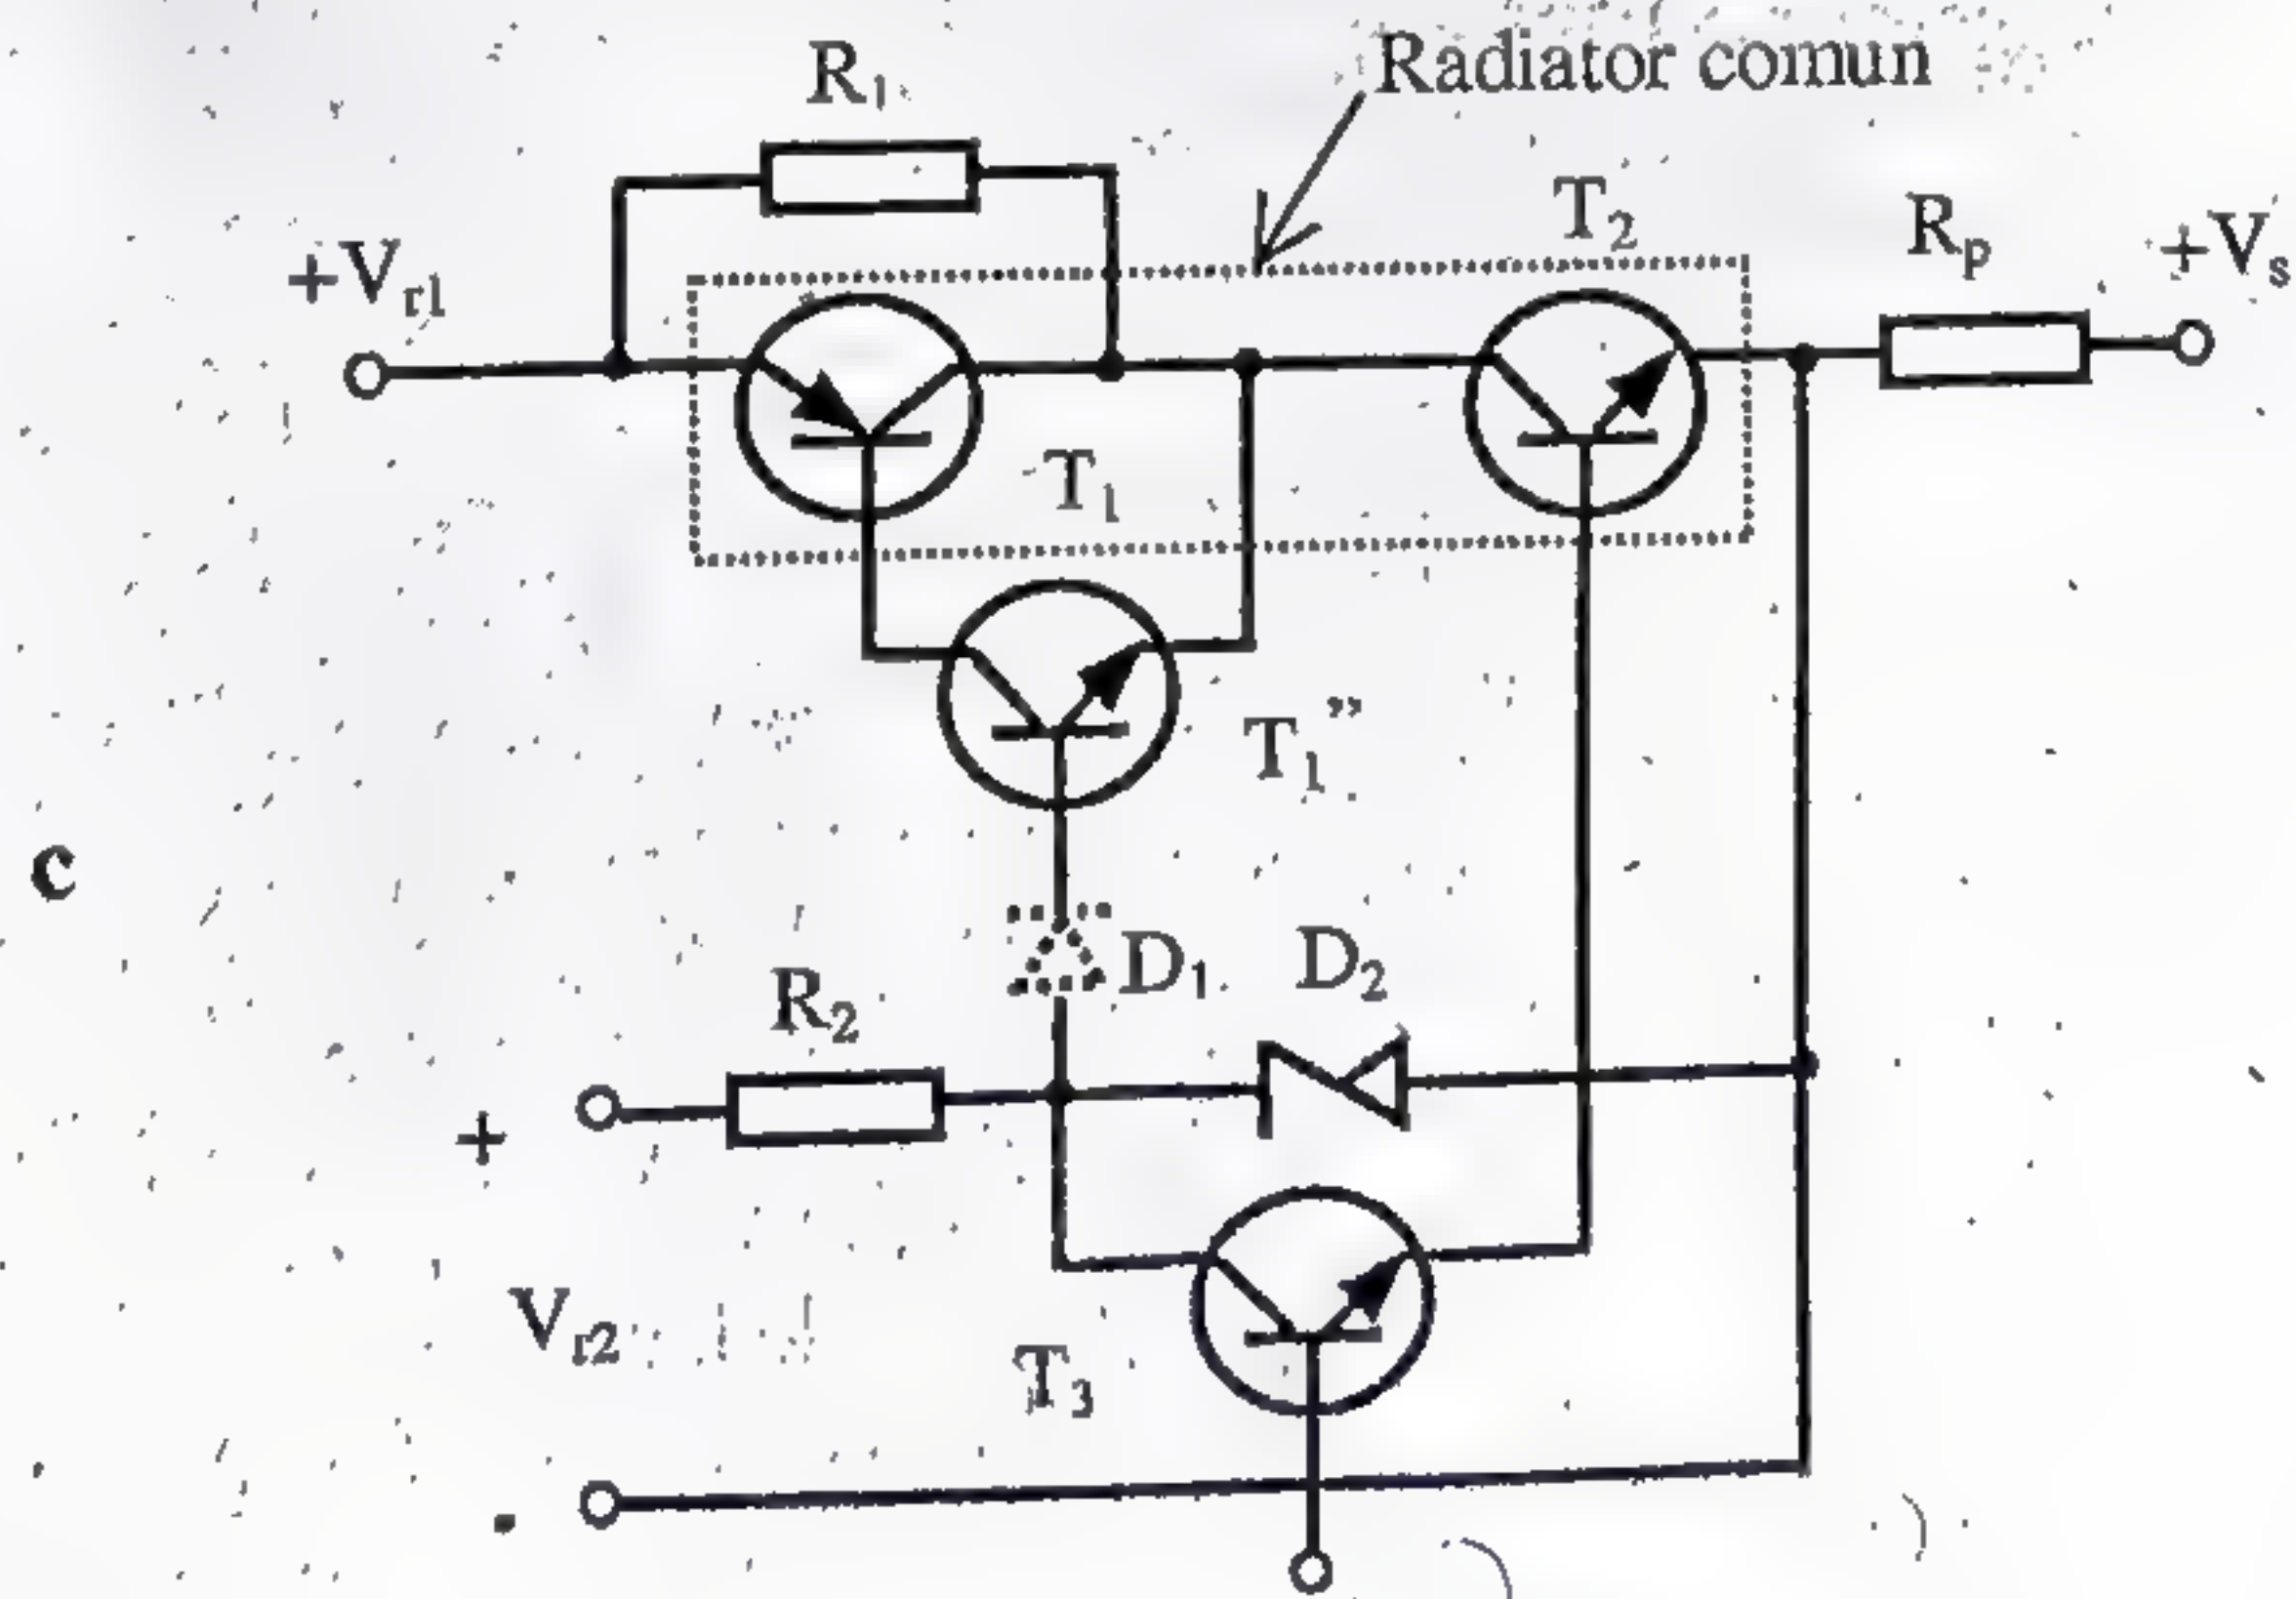 R₁
Radiator comun
T₂
Rₚ
+Vₛ
+Vᵣ₁
T₁
T₁”
c
D₁
D₂
R₂
+
Vᵣ₂
T₃